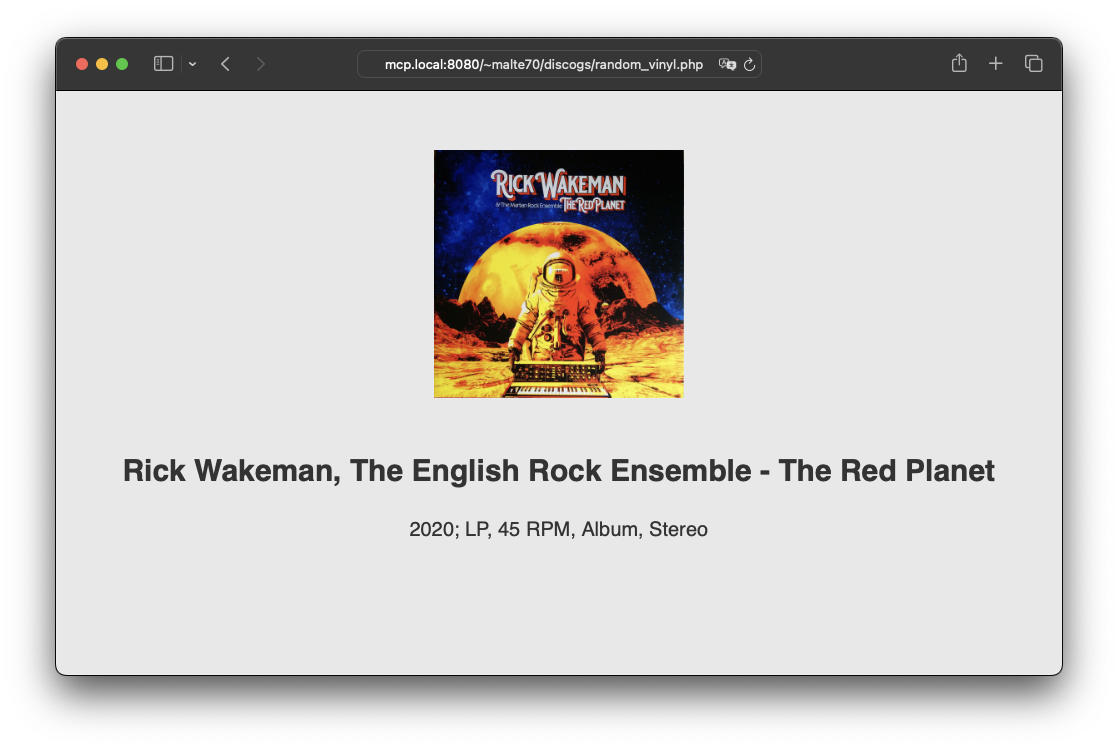 mcp.local:8080/~malte70/discogs/random_vinyl.php
RICK WAKEMAN
& The Martian Rock Ensemble THE RED PLANET
Rick Wakeman, The English Rock Ensemble - The Red Planet
2020; LP, 45 RPM, Album, Stereo